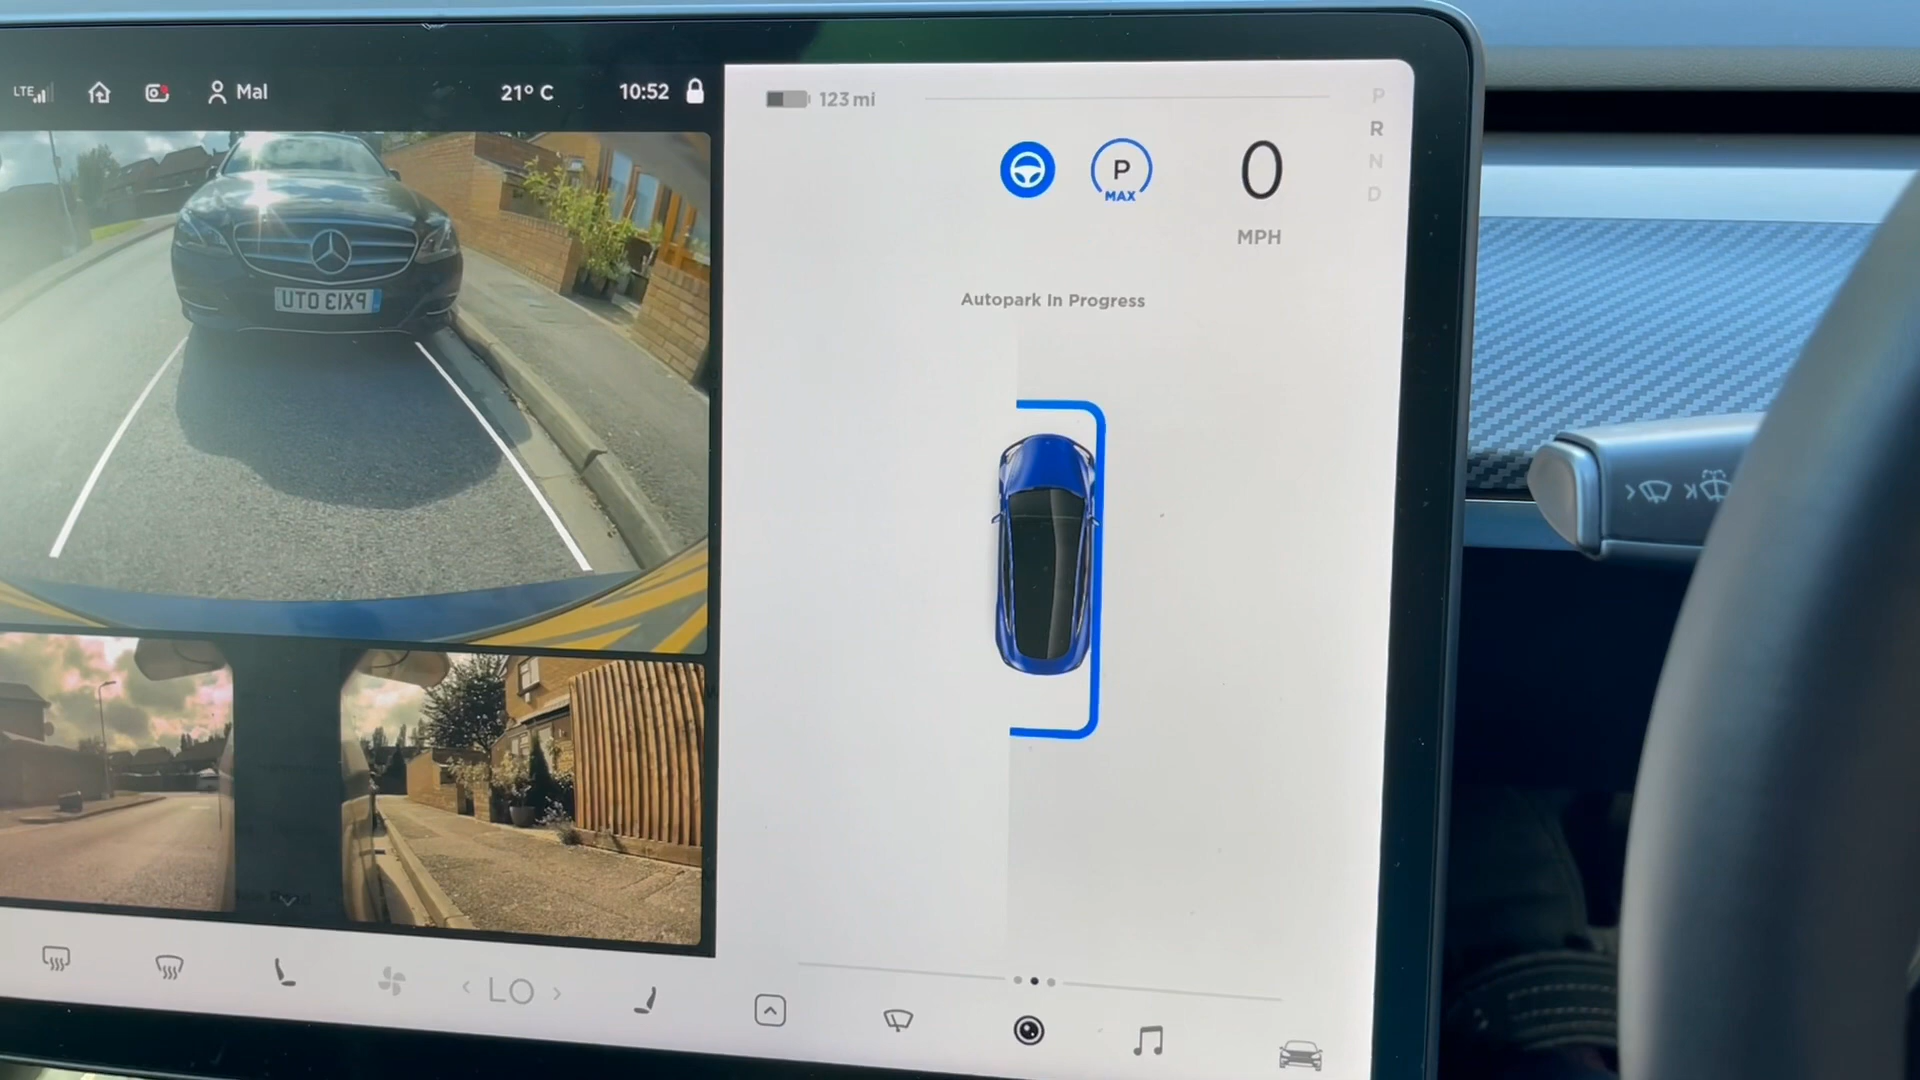 LTE
Mal
21° C
10:52
123 mi
P
R
N
D
P
MAX
0
MPH
Autopark In Progress
UTO EIX9
LO